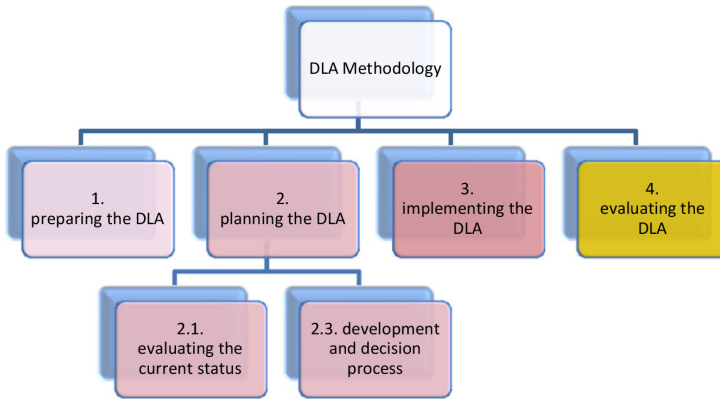 DLA Methodology
1.
preparing the DLA
2.
planning the DLA
3.
implementing the
DLA
4.
evaluating the
DLA
2.1.
evaluating the
current status
2.3. development
and decision
process